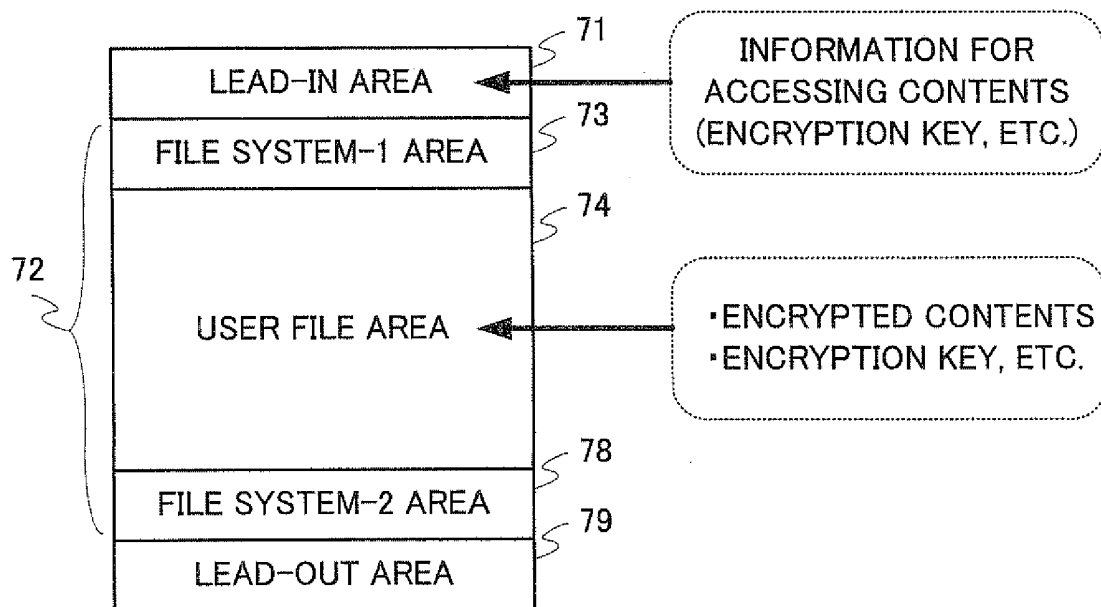 71
LEAD-IN AREA
INFORMATION FOR
ACCESSING CONTENTS
(ENCRYPTION KEY, ETC.)
73
FILE SYSTEM-1 AREA
74
72
USER FILE AREA
・ENCRYPTED CONTENTS
・ENCRYPTION KEY, ETC.
78
FILE SYSTEM-2 AREA
79
LEAD-OUT AREA